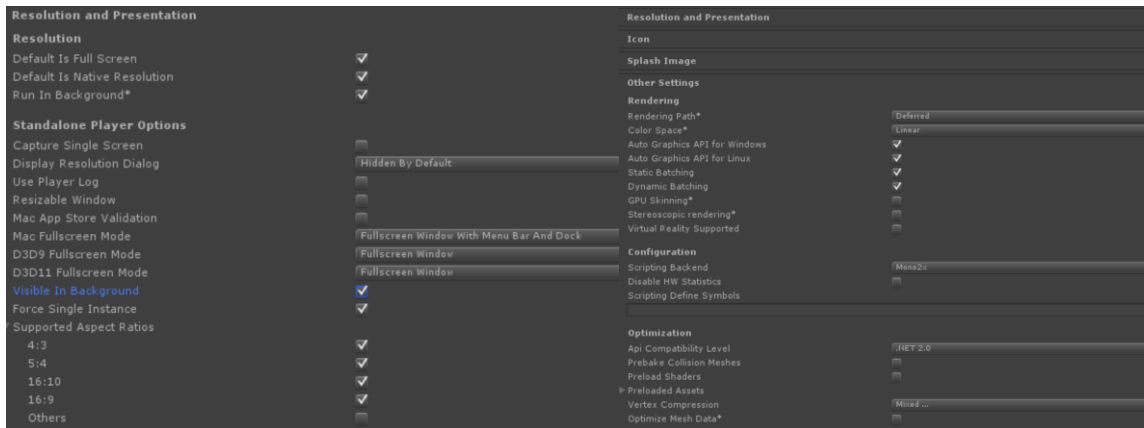 Resolution and Presentation
Resolution
Default Is Full Screen
Default Is Native Resolution
Run In Background*
Standalone Player Options
Capture Single Screen
Display Resolution Dialog Hidden By Default
Use Player Log
Resizable Window
Mac App Store Validation
Mac Fullscreen Mode Fullscreen Window With Menu Bar And Dock
D3D9 Fullscreen Mode Fullscreen Window
D3D11 Fullscreen Mode Fullscreen Window
Visible In Background
Force Single Instance
Supported Aspect Ratios
4:3
5:4
16:10
16:9
Others
Resolution and Presentation
Icon
Splash Image
Other Settings
Rendering
Rendering Path* Deferred
Color Space* Linear
Auto Graphics API for Windows
Auto Graphics API for Linux
Static Batching
Dynamic Batching
GPU Skinning*
Stereoscopic rendering*
Virtual Reality Supported
Configuration
Scripting Backend Mono2x
Disable HW Statistics
Scripting Define Symbols
Optimization
Api Compatibility Level .NET 2.0
Prebake Collision Meshes
Preload Shaders
Preloaded Assets
Vertex Compression Mixed ...
Optimize Mesh Data*